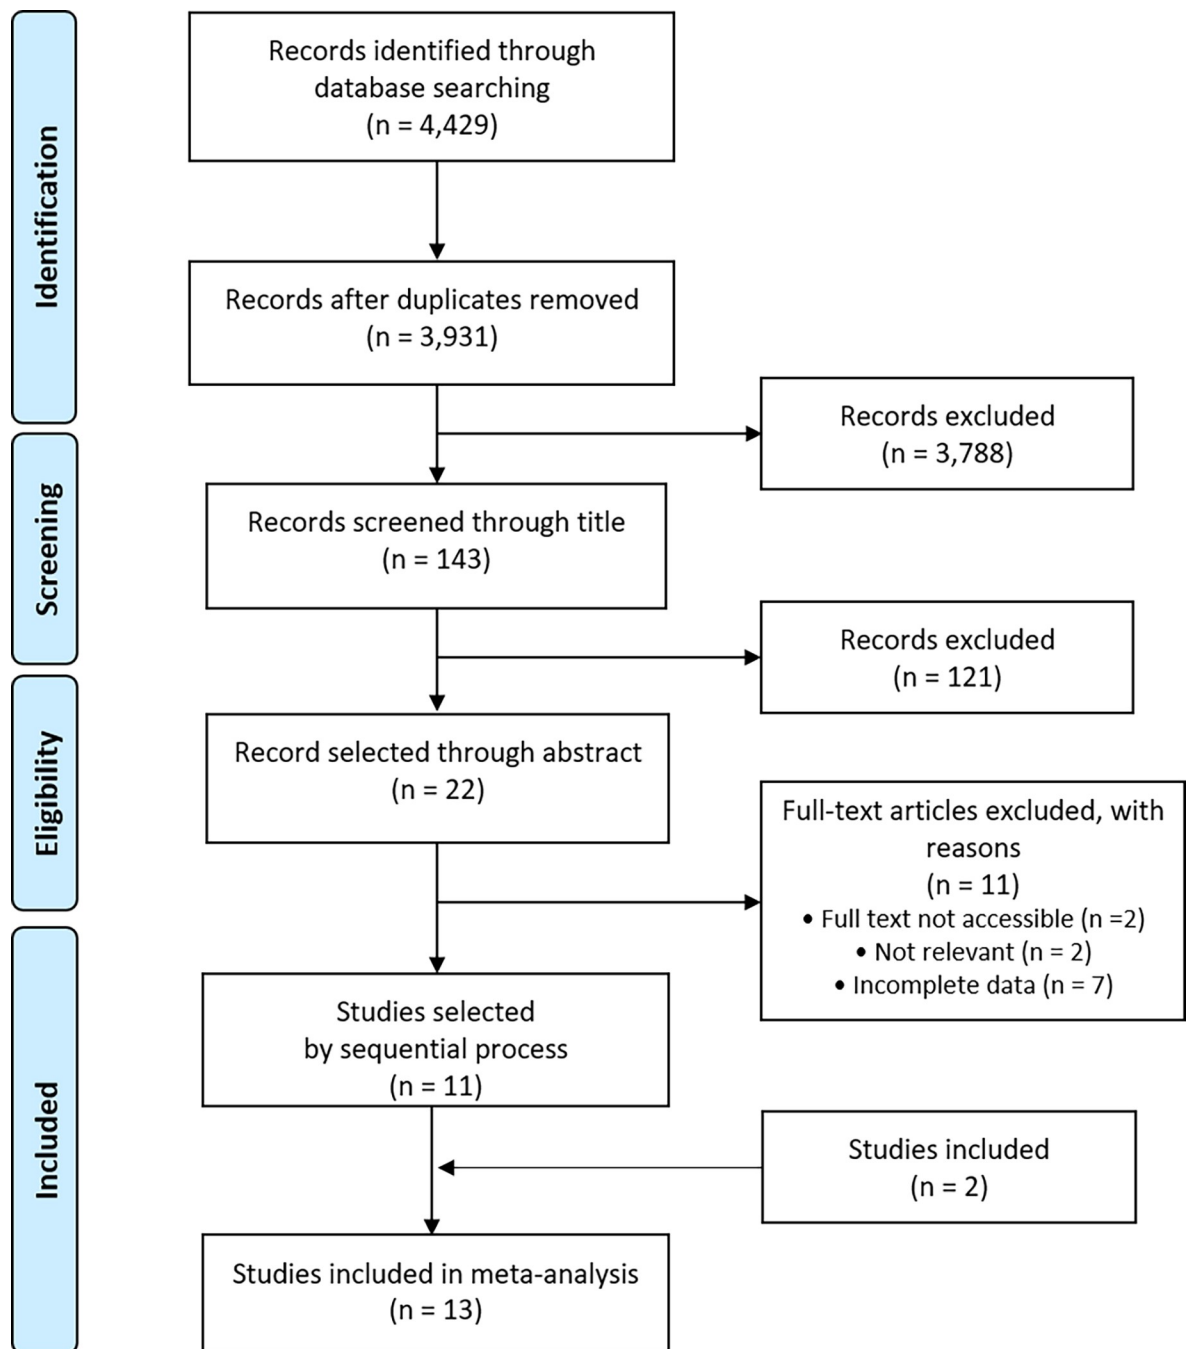 Identification
Records identified through
database searching
(n = 4,429)
Records after duplicates removed
(n = 3,931)
Records excluded
(n = 3,788)
Screening
Records screened through title
(n = 143)
Records excluded
(n = 121)
Eligibility
Record selected through abstract
(n = 22)
Full-text articles excluded, with
reasons
(n = 11)
• Full text not accessible (n =2)
• Not relevant (n = 2)
• Incomplete data (n = 7)
Included
Studies selected
by sequential process
(n = 11)
Studies included
(n = 2)
Studies included in meta-analysis
(n = 13)